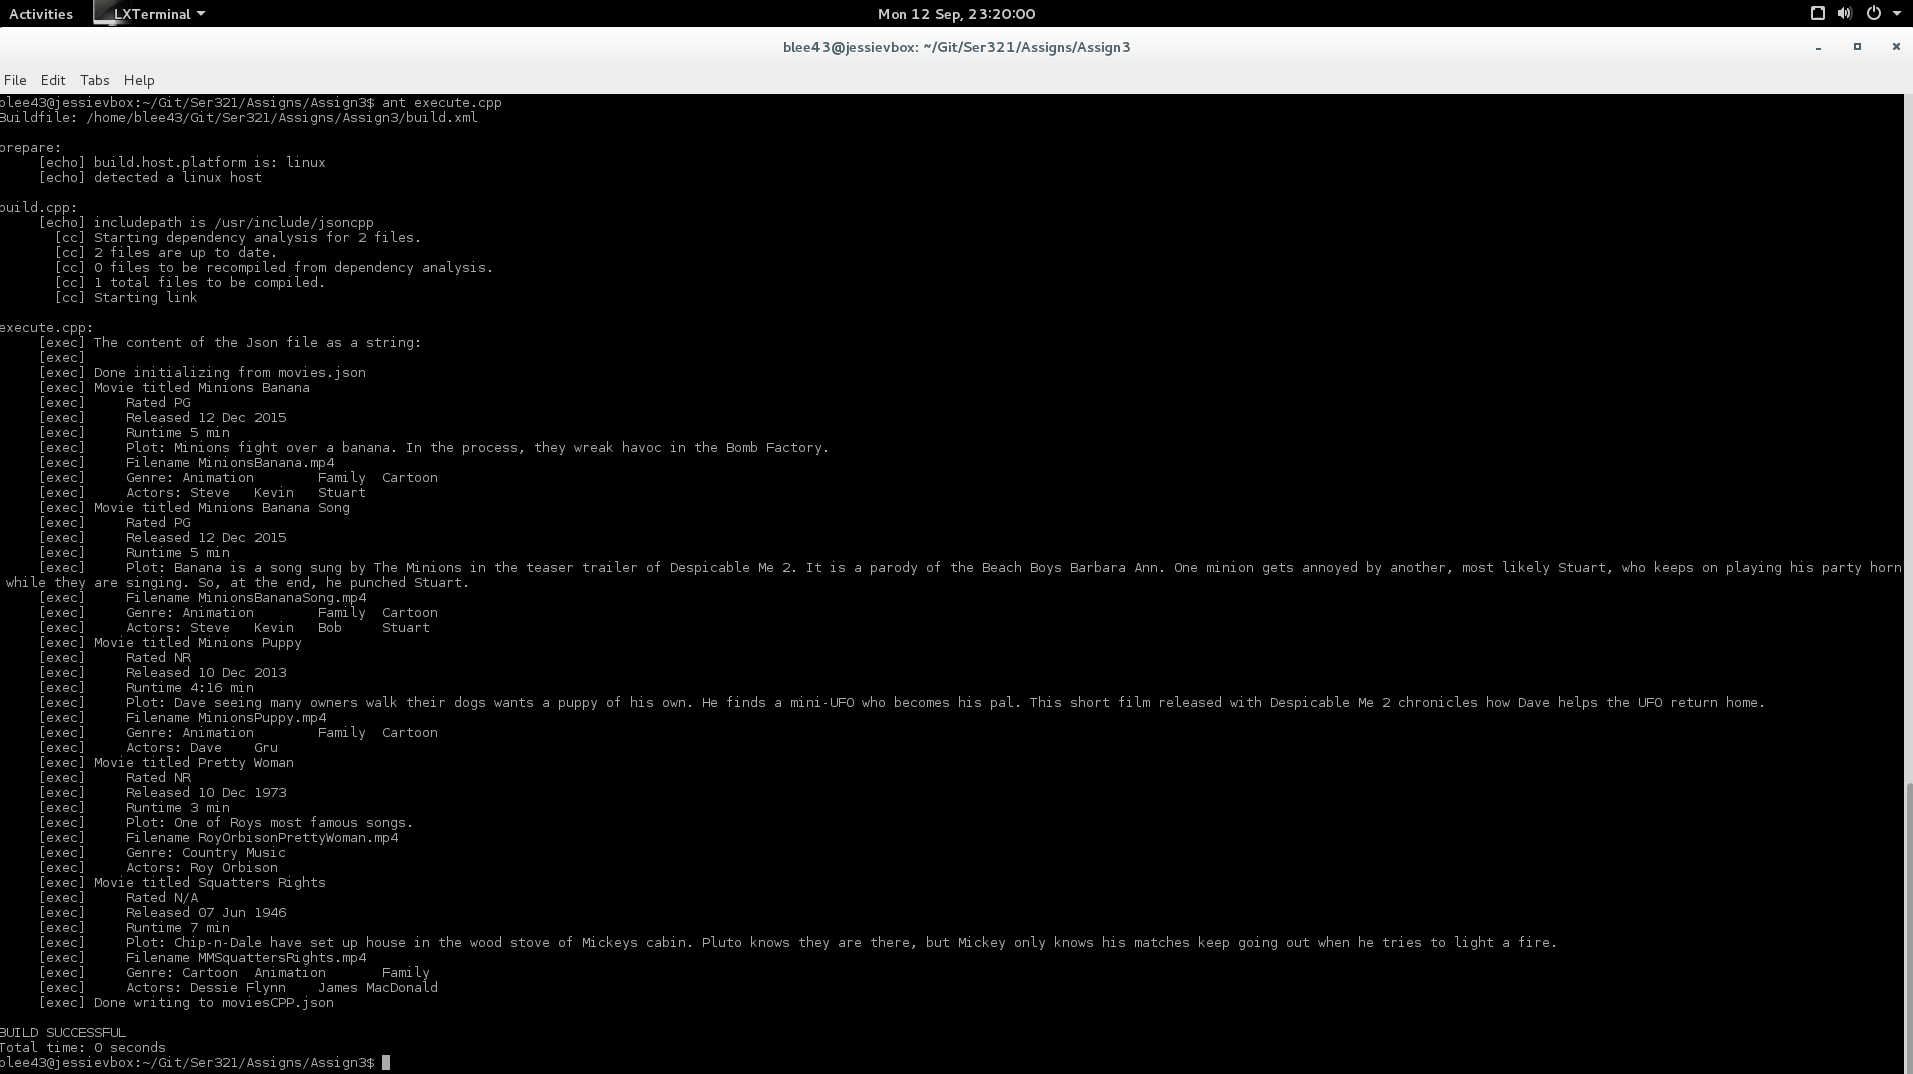 Activities LXTerminal Mon 12 Sep, 23:20:00
blee43@jessievbox: ~/Git/Ser321/Assigns/Assign3
File Edit Tabs Help
blee43@jessievbox:~/Git/Ser321/Assigns/Assign3$ ant execute.cpp
Buildfile: /home/blee43/Git/Ser321/Assigns/Assign3/build.xml
prepare:
[echo] build.host.platform is: linux
[echo] detected a linux host
build.cpp:
[echo] includepath is /usr/include/jsoncpp
[cc] Starting dependency analysis for 2 files.
[cc] 2 files are up to date.
[cc] 0 files to be recompiled from dependency analysis.
[cc] 1 total files to be compiled.
[cc] Starting link
execute.cpp:
[exec] The content of the Json file as a string:
[exec]
[exec] Done initializing from movies.json
[exec] Movie titled Minions Banana
[exec] Rated PG
[exec] Released 12 Dec 2015
[exec] Runtime 5 min
[exec] Plot: Minions fight over a banana. In the process, they wreak havoc in the Bomb Factory.
[exec] Filename MinionsBanana.mp4
[exec] Genre: Animation Family Cartoon
[exec] Actors: Steve Kevin Stuart
[exec] Movie titled Minions Banana Song
[exec] Rated PG
[exec] Released 12 Dec 2015
[exec] Runtime 5 min
[exec] Plot: Banana is a song sung by The Minions in the teaser trailer of Despicable Me 2. It is a parody of the Beach Boys Barbara Ann. One minion gets annoyed by another, most likely Stuart, who keeps on playing his party horn
while they are singing. So, at the end, he punched Stuart.
[exec] Filename MinionsBananaSong.mp4
[exec] Genre: Animation Family Cartoon
[exec] Actors: Steve Kevin Bob Stuart
[exec] Movie titled Minions Puppy
[exec] Rated NR
[exec] Released 10 Dec 2013
[exec] Runtime 4:16 min
[exec] Plot: Dave seeing many owners walk their dogs wants a puppy of his own. He finds a mini-UFO who becomes his pal. This short film released with Despicable Me 2 chronicles how Dave helps the UFO return home.
[exec] Filename MinionsPuppy.mp4
[exec] Genre: Animation Family Cartoon
[exec] Actors: Dave Gru
[exec] Movie titled Pretty Woman
[exec] Rated NR
[exec] Released 10 Dec 1973
[exec] Runtime 3 min
[exec] Plot: One of Roys most famous songs.
[exec] Filename RoyOrbisonPrettyWoman.mp4
[exec] Genre: Country Music
[exec] Actors: Roy Orbison
[exec] Movie titled Squatters Rights
[exec] Rated N/A
[exec] Released 07 Jun 1946
[exec] Runtime 7 min
[exec] Plot: Chip-n-Dale have set up house in the wood stove of Mickeys cabin. Pluto knows they are there, but Mickey only knows his matches keep going out when he tries to light a fire.
[exec] Filename MMSquattersRights.mp4
[exec] Genre: Cartoon Animation Family
[exec] Actors: Dessie Flynn James MacDonald
[exec] Done writing to moviesCPP.json
BUILD SUCCESSFUL
Total time: 0 seconds
blee43@jessievbox:~/Git/Ser321/Assigns/Assign3$